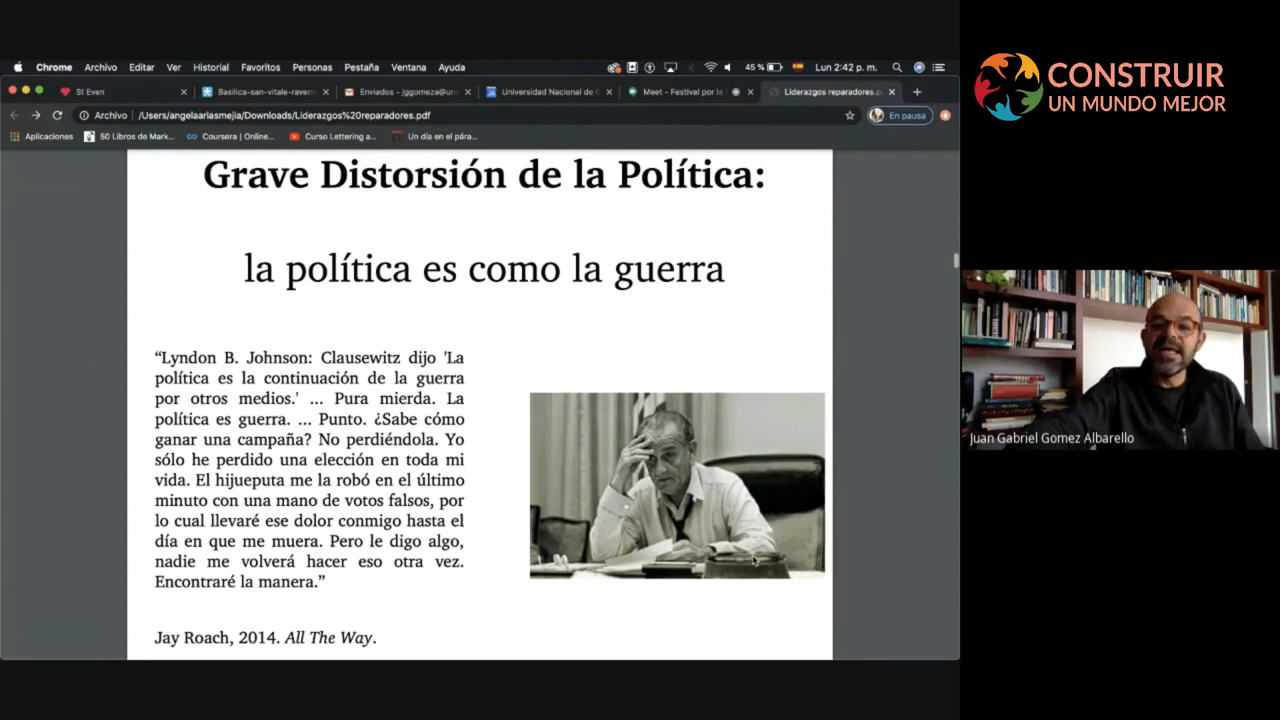 Chrome Archivo Editar Ver Historial Favoritos Personas Pestaña Ventana Ayuda 45 % Lun 2:42 p. m.
St Even Basílica-san-vitale-raven Enviados - jggomeza@un Universidad Nacional de C Meet - Festival por la Liderazgos reparadores.p
Archivo /Users/angelaariasmejia/Downloads/Liderazgos%20reparadores.pdf En pausa
Aplicaciones 50 Libros de Mark... Coursera | Online... Curso Lettering a... Un día en el pára...
CONSTRUIR
UN MUNDO MEJOR
Grave Distorsión de la Política:
la política es como la guerra
“Lyndon B. Johnson: Clausewitz dijo 'La
política es la continuación de la guerra
por otros medios.' ... Pura mierda. La
política es guerra. ... Punto. ¿Sabe cómo
ganar una campaña? No perdiéndola. Yo
sólo he perdido una elección en toda mi
vida. El hijueputa me la robó en el último
minuto con una mano de votos falsos, por
lo cual llevaré ese dolor conmigo hasta el
día en que me muera. Pero le digo algo,
nadie me volverá hacer eso otra vez.
Encontraré la manera.”
Jay Roach, 2014. All The Way.
Juan Gabriel Gomez Albarello